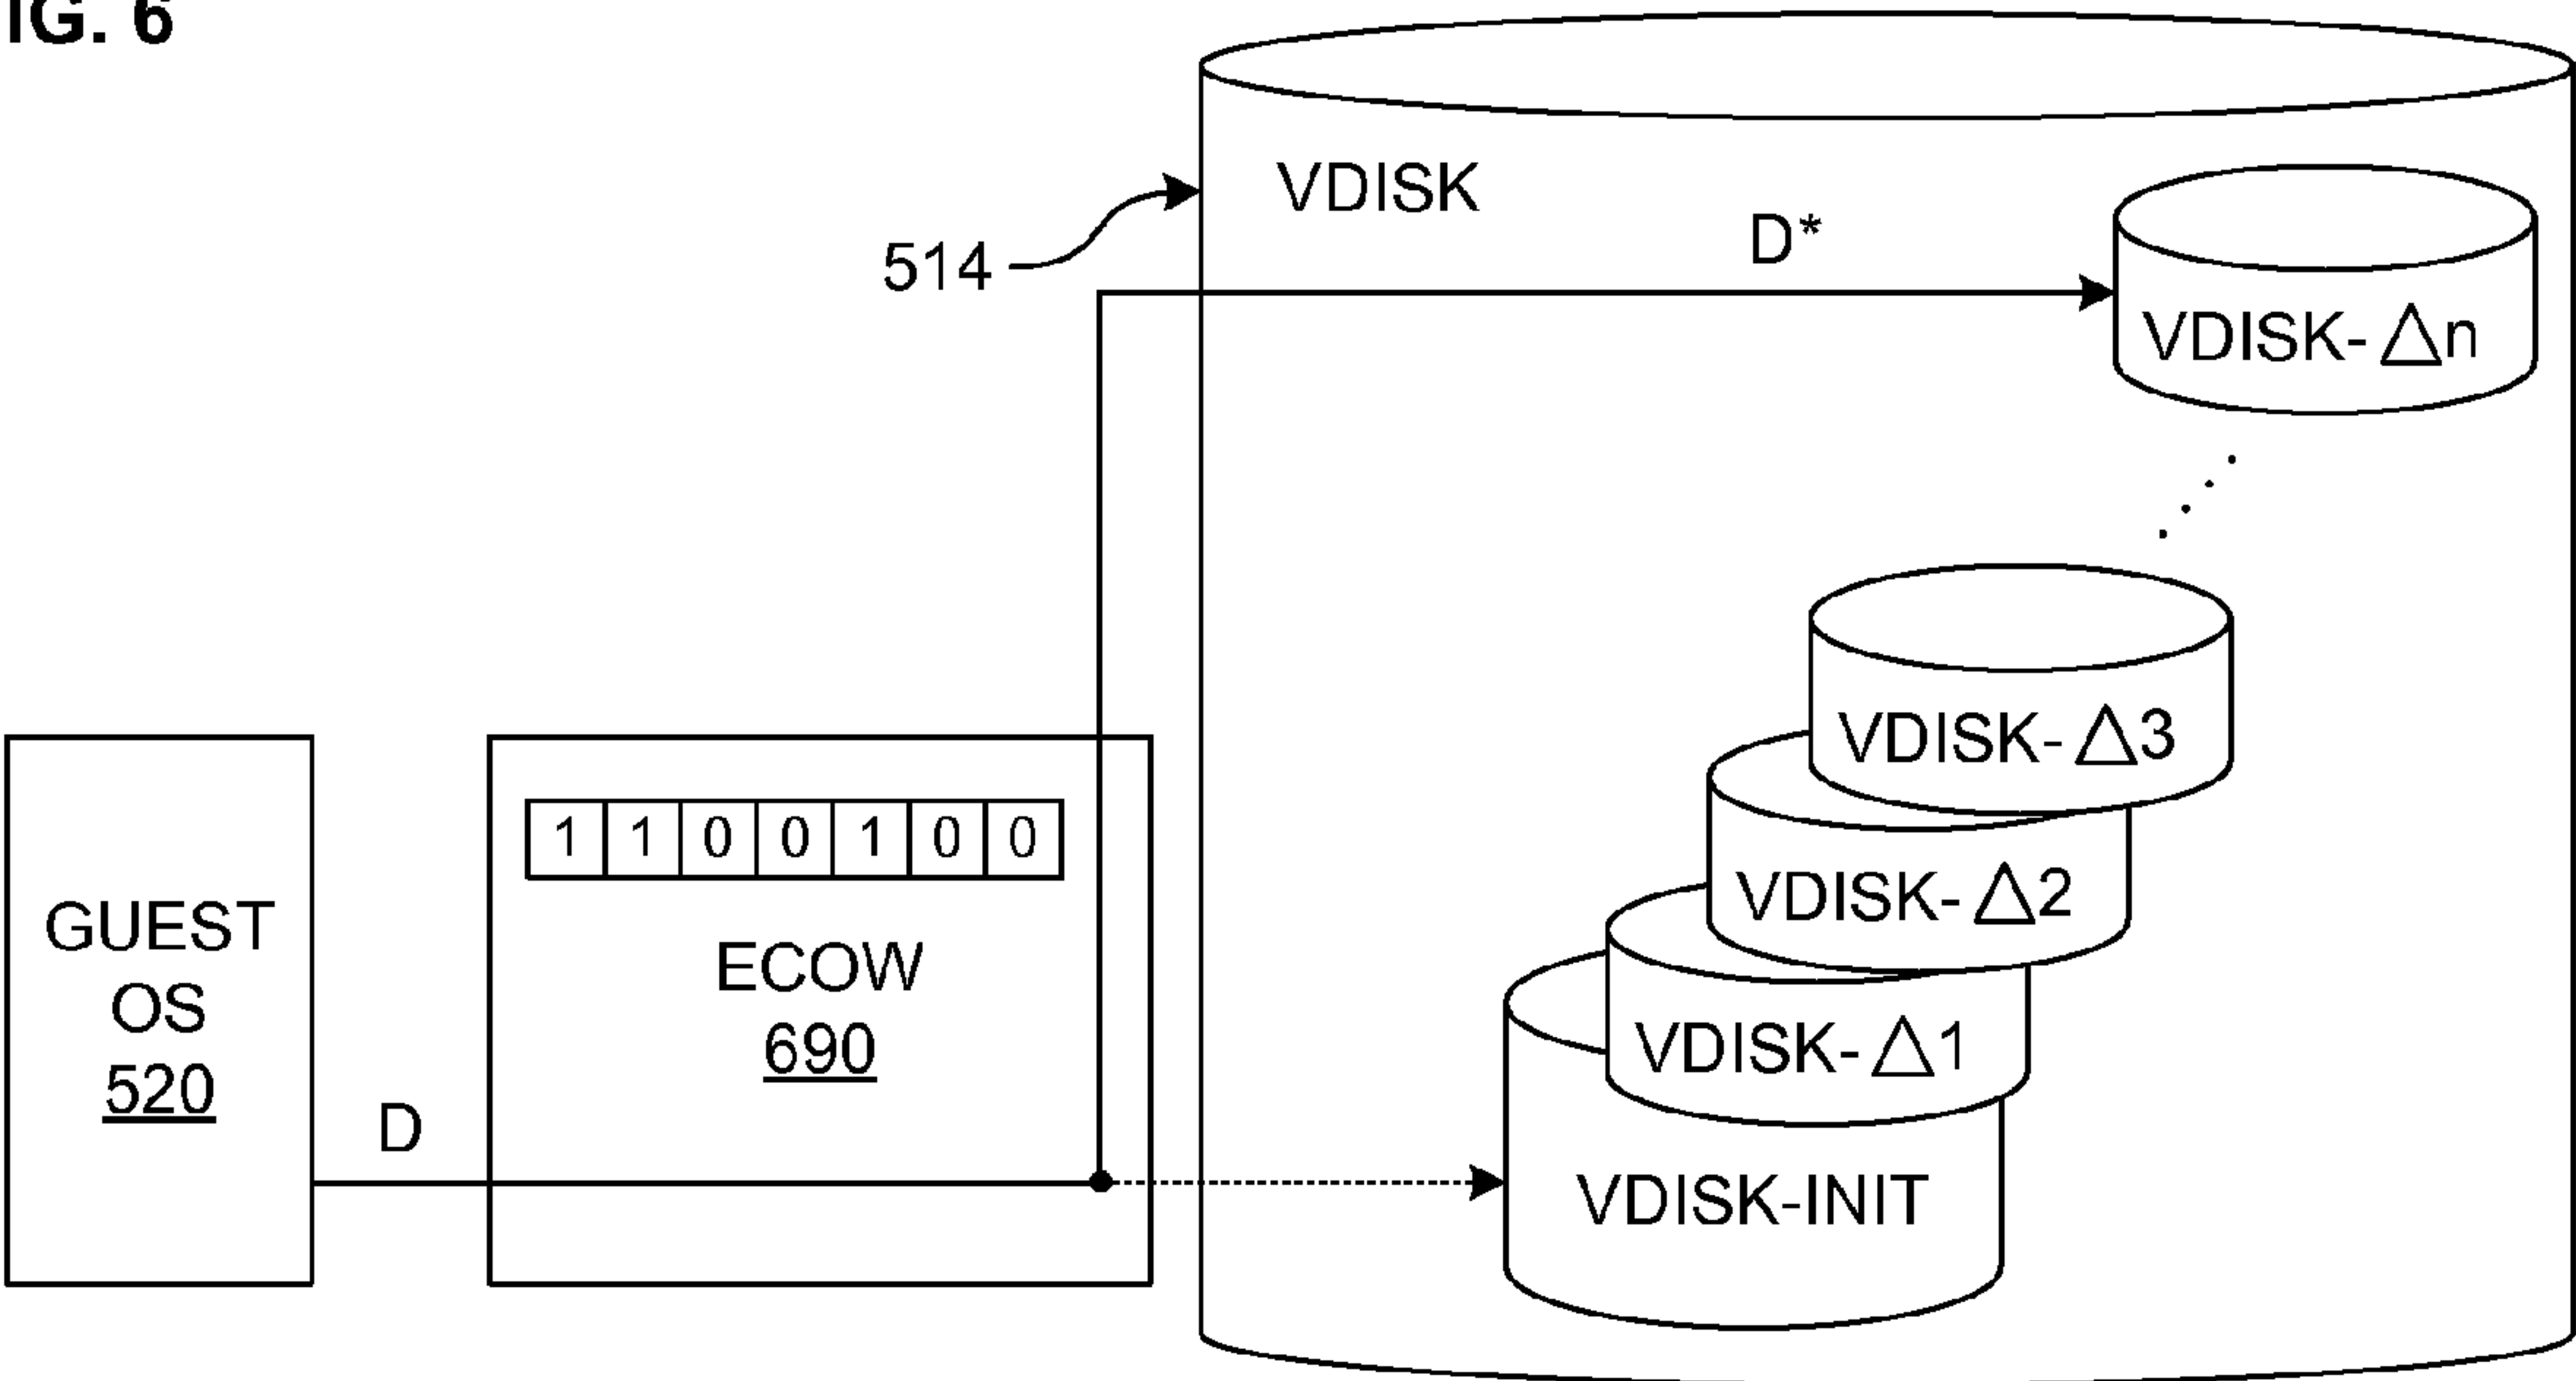 IG. 6
VDISK
514
D*
VDISK-Δn
VDISK-Δ3
1 1 0 0 1 0 0
VDISK-Δ2
GUEST
OS
520
ECOW
690
VDISK-Δ1
D
VDISK-INIT